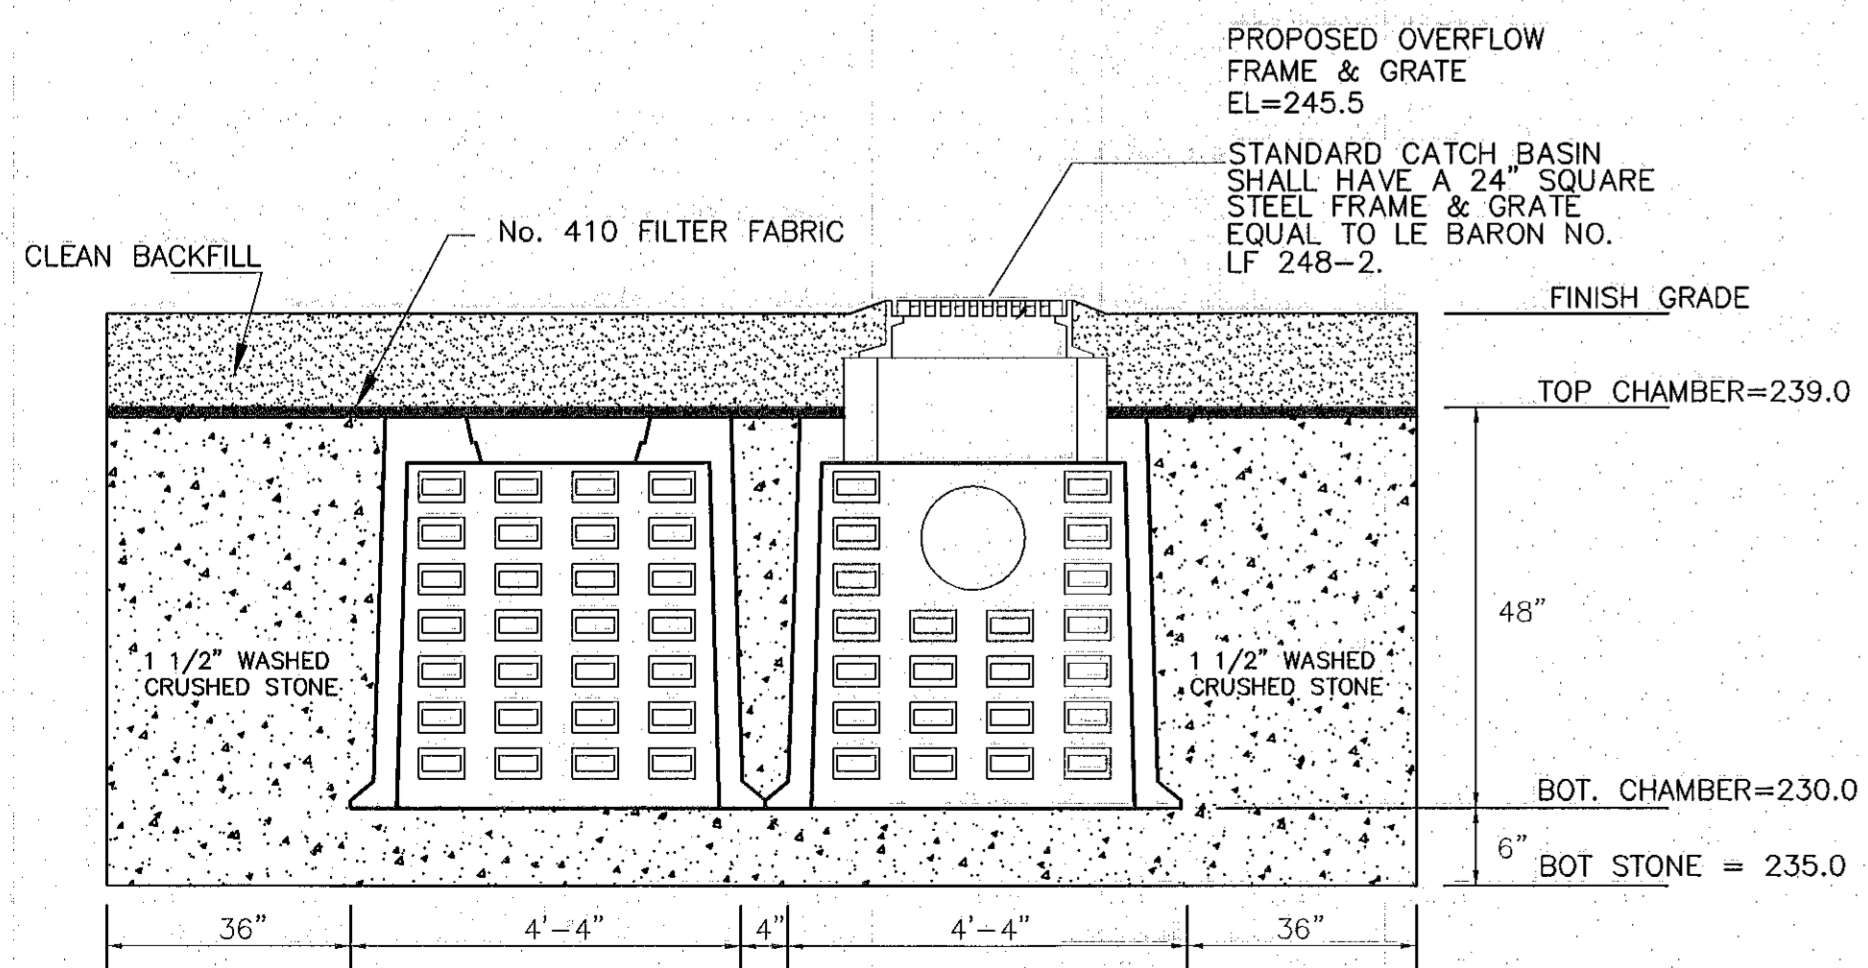 PROPOSED OVERFLOW
FRAME & GRATE
EL=245.5
STANDARD CATCH BASIN
SHALL HAVE A 24" SQUARE
STEEL FRAME & GRATE
EQUAL TO LE BARON NO.
LF 248-2.
No. 410 FILTER FABRIC
CLEAN BACKFILL
FINISH GRADE
TOP CHAMBER=239.0
48"
1 1/2" WASHED
CRUSHED STONE
1 1/2" WASHED
CRUSHED STONE
BOT. CHAMBER=230.0
6"
BOT STONE = 235.0
36"
4'-4"
4"
4'-4"
36"